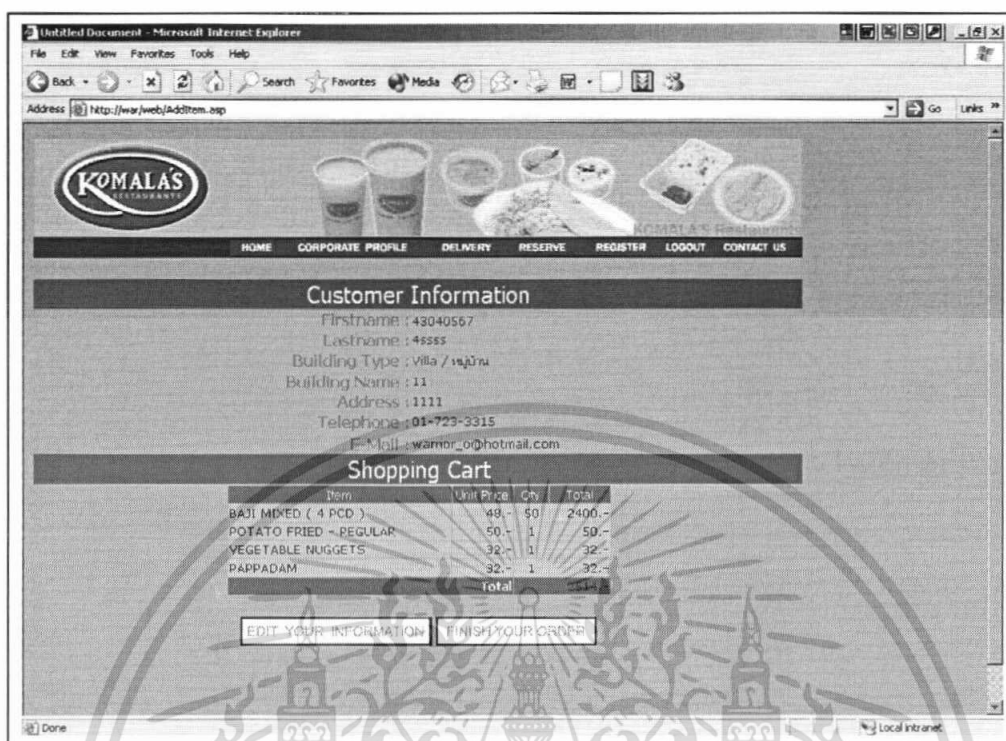 Untitled Document - Microsoft Internet Explorer
File Edit View Favorites Tools Help
Back Search Favorites Media
Address http://war/web/AddItem.asp Go Links »
KOMALA'S
RESTAURANTS
KOMALA'S Restaurants
HOME CORPORATE PROFILE DELIVERY RESERVE REGISTER LOGOUT CONTACT US
Customer Information
Firstname : 43040567
Lastname : 4ssss
Building Type : Villa / หมู่บ้าน
Building Name : 11
Address : 1111
Telephone : 01-723-3315
E-Mail : warrior_o@hotmail.com
Shopping Cart
Item Unit Price Qty Total
BAJI MIXED ( 4 PCD ) 48.- 50 2400.-
POTATO FRIED - PEGULAR 50.- 1 50.-
VEGETABLE NUGGETS 32.- 1 32.-
PAPPADAM 32.- 1 32.-
Total
EDIT YOUR INFORMATION FINISH YOUR ORDER
Done Local intranet